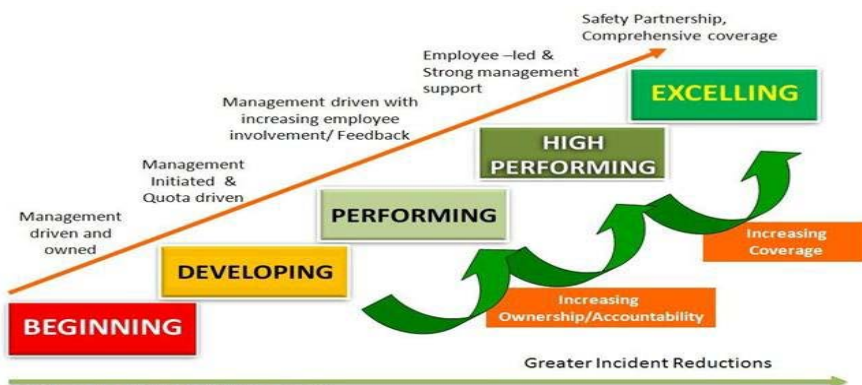 Safety Partnership,
Comprehensive coverage
Employee –led &
Strong management
support
EXCELLING
Management driven with
increasing employee
involvement/ Feedback
HIGH
PERFORMING
Management
Initiated &
Quota driven
PERFORMING
Management
driven and
owned
Increasing
Coverage
DEVELOPING
Increasing
Ownership/Accountability
BEGINNING
Greater Incident Reductions